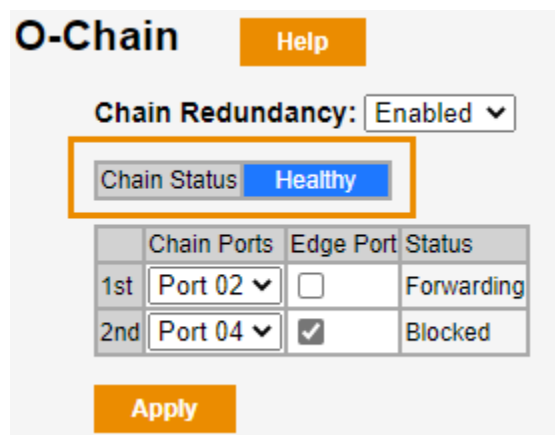 O-Chain Help
Chain Redundancy: Enabled
Chain Status Healthy
Chain Ports Edge Port Status
1st Port 02 Forwarding
2nd Port 04 Blocked
Apply